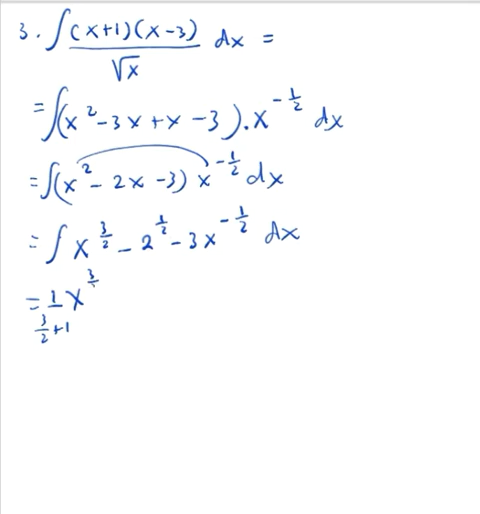 3. ∫ (x+1)(x-3)/√x dx =
= ∫(x² - 3x + x - 3).x^(-1/2) dx
= ∫(x² - 2x - 3) x^(-1/2) dx
= ∫ x^(3/2) - 2^(1/2) - 3x^(-1/2) dx
= 1/(3/2+1) x^(3/